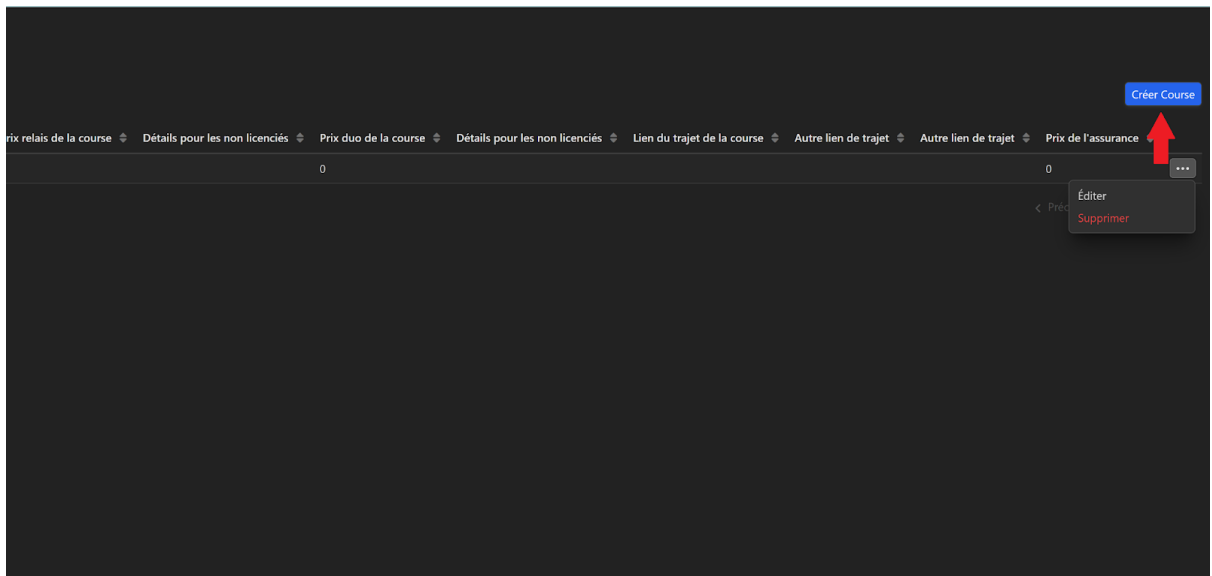 Créer Course
rix relais de la course Détails pour les non licenciés Prix duo de la course Détails pour les non licenciés Lien du trajet de la course Autre lien de trajet Autre lien de trajet Prix de l'assurance
0 0 ...
Éditer
Préc
Supprimer